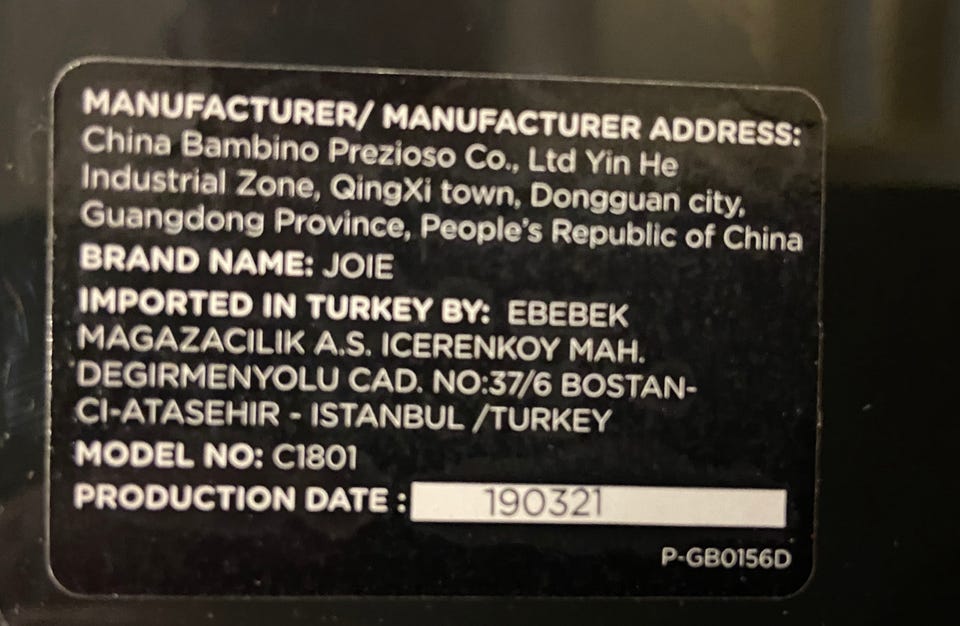 MANUFACTURER/ MANUFACTURER ADDRESS:
China Bambino Prezioso Co., Ltd Yin He
Industrial Zone, QingXi town, Dongguan city,
Guangdong Province, People's Republic of China
BRAND NAME: JOIE
IMPORTED IN TURKEY BY: EBEBEK
MAGAZACILIK A.S. ICERENKOY MAH.
DEGIRMENYOLU CAD. NO:37/6 BOSTAN-
CI-ATASEHIR - ISTANBUL /TURKEY
MODEL NO: C1801
PRODUCTION DATE : 190321
P-GB0156D